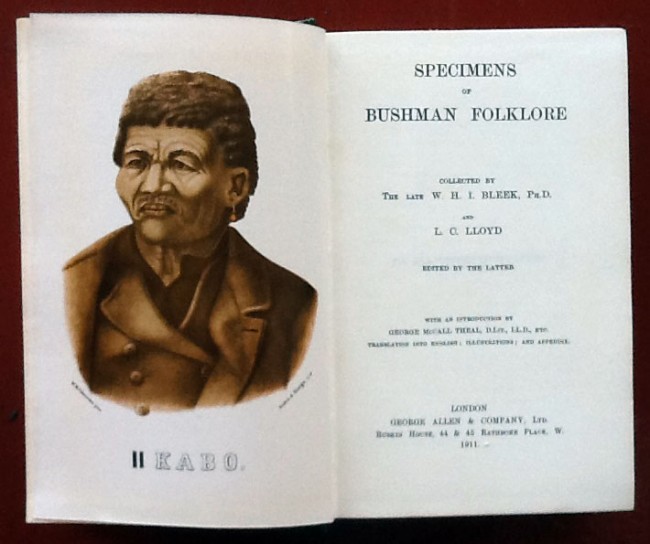 ǁ KABO.
SPECIMENS
OF
BUSHMAN FOLKLORE
COLLECTED BY
THE LATE W. H. I. BLEEK, PH.D.
AND
L. C. LLOYD
EDITED BY THE LATTER
WITH AN INTRODUCTION BY
GEORGE McCALL THEAL, D.LIT., LL.D., ETC.
TRANSLATION INTO ENGLISH; ILLUSTRATIONS; AND APPENDIX.
LONDON
GEORGE ALLEN & COMPANY, LTD.
RUSKIN HOUSE, 44 & 45 RATHBONE PLACE, W.
1911.